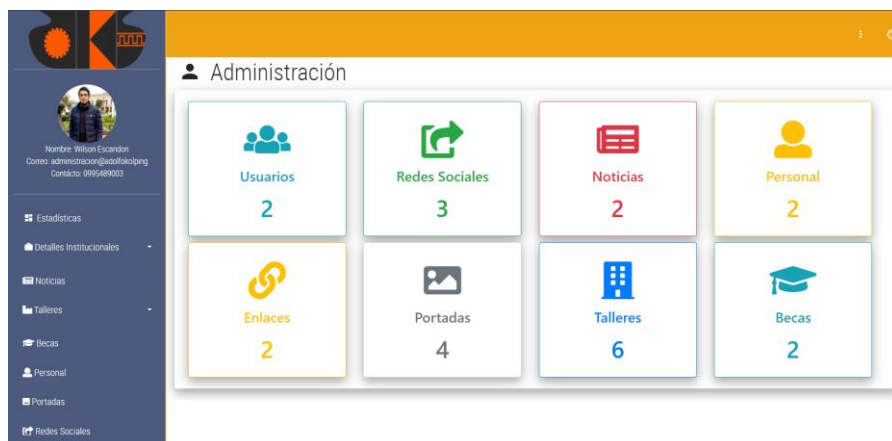 Nombre: Wilson Escandon
Correo: administracion@adolfokolping
Contácto: 0995489003
Estadísticas
Detalles Institucionales
Noticias
Talleres
Becas
Personal
Portadas
Redes Sociales
Administración
Usuarios
2
Redes Sociales
3
Noticias
2
Personal
2
Enlaces
2
Portadas
4
Talleres
6
Becas
2